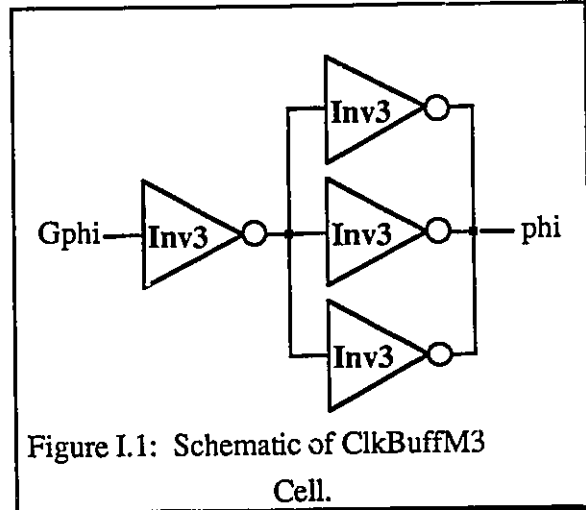 Inv3
Gphi
Inv3
Inv3
phi
Inv3
Figure I.1: Schematic of ClkBuffM3
Cell.